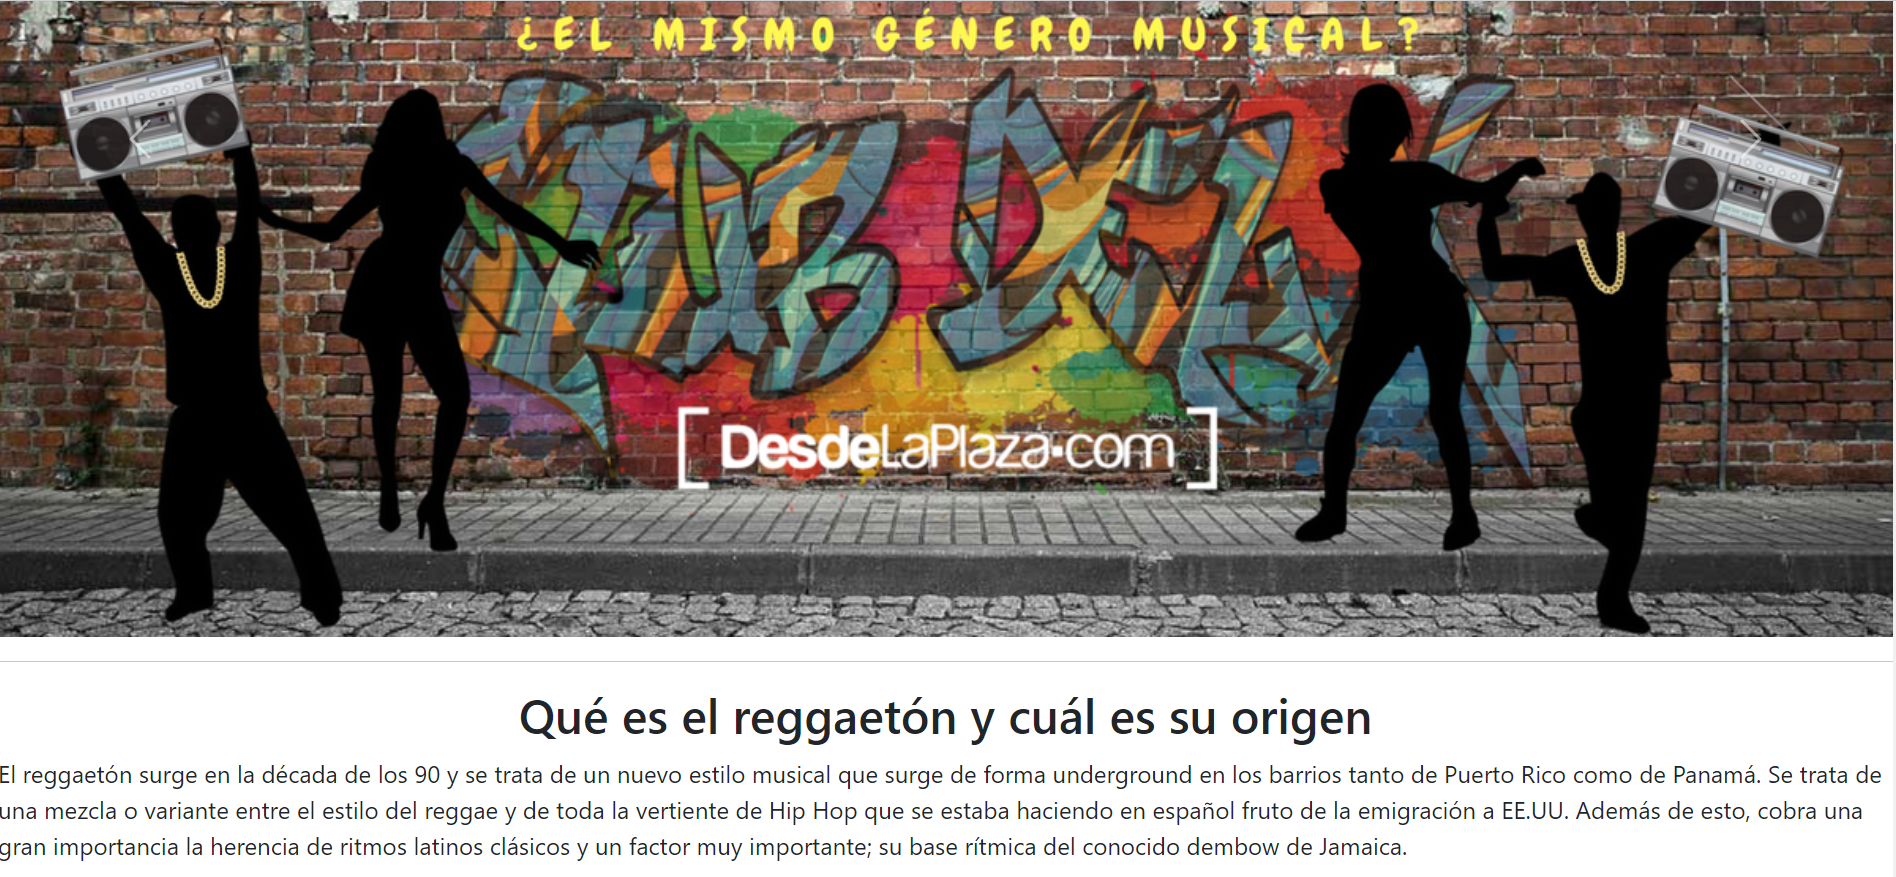 ¿EL MISMO GÉNERO MUSICAL?
[DesdeLaPlaza.com]
Qué es el reggaetón y cuál es su origen
El reggaetón surge en la década de los 90 y se trata de un nuevo estilo musical que surge de forma underground en los barrios tanto de Puerto Rico como de Panamá. Se trata de
una mezcla o variante entre el estilo del reggae y de toda la vertiente de Hip Hop que se estaba haciendo en español fruto de la emigración a EE.UU. Además de esto, cobra una
gran importancia la herencia de ritmos latinos clásicos y un factor muy importante; su base rítmica del conocido dembow de Jamaica.